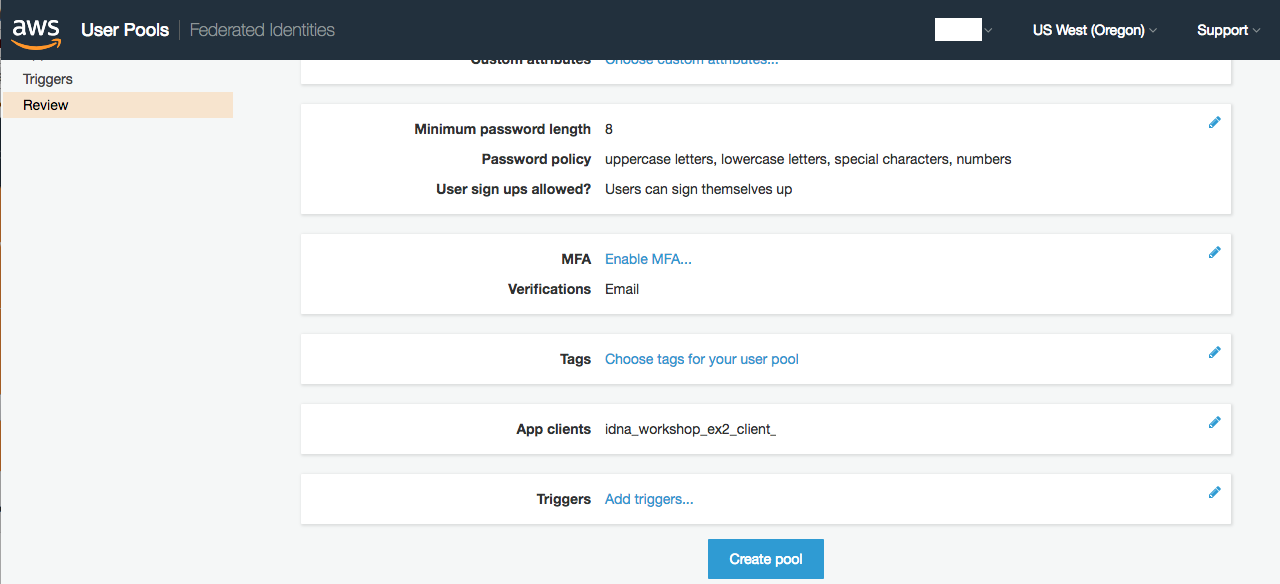 aws User Pools Federated Identities US West (Oregon) Support
Custom attributes Choose custom attributes...
Triggers
Review
Minimum password length 8
Password policy uppercase letters, lowercase letters, special characters, numbers
User sign ups allowed? Users can sign themselves up
MFA Enable MFA...
Verifications Email
Tags Choose tags for your user pool
App clients idna_workshop_ex2_client_
Triggers Add triggers...
Create pool